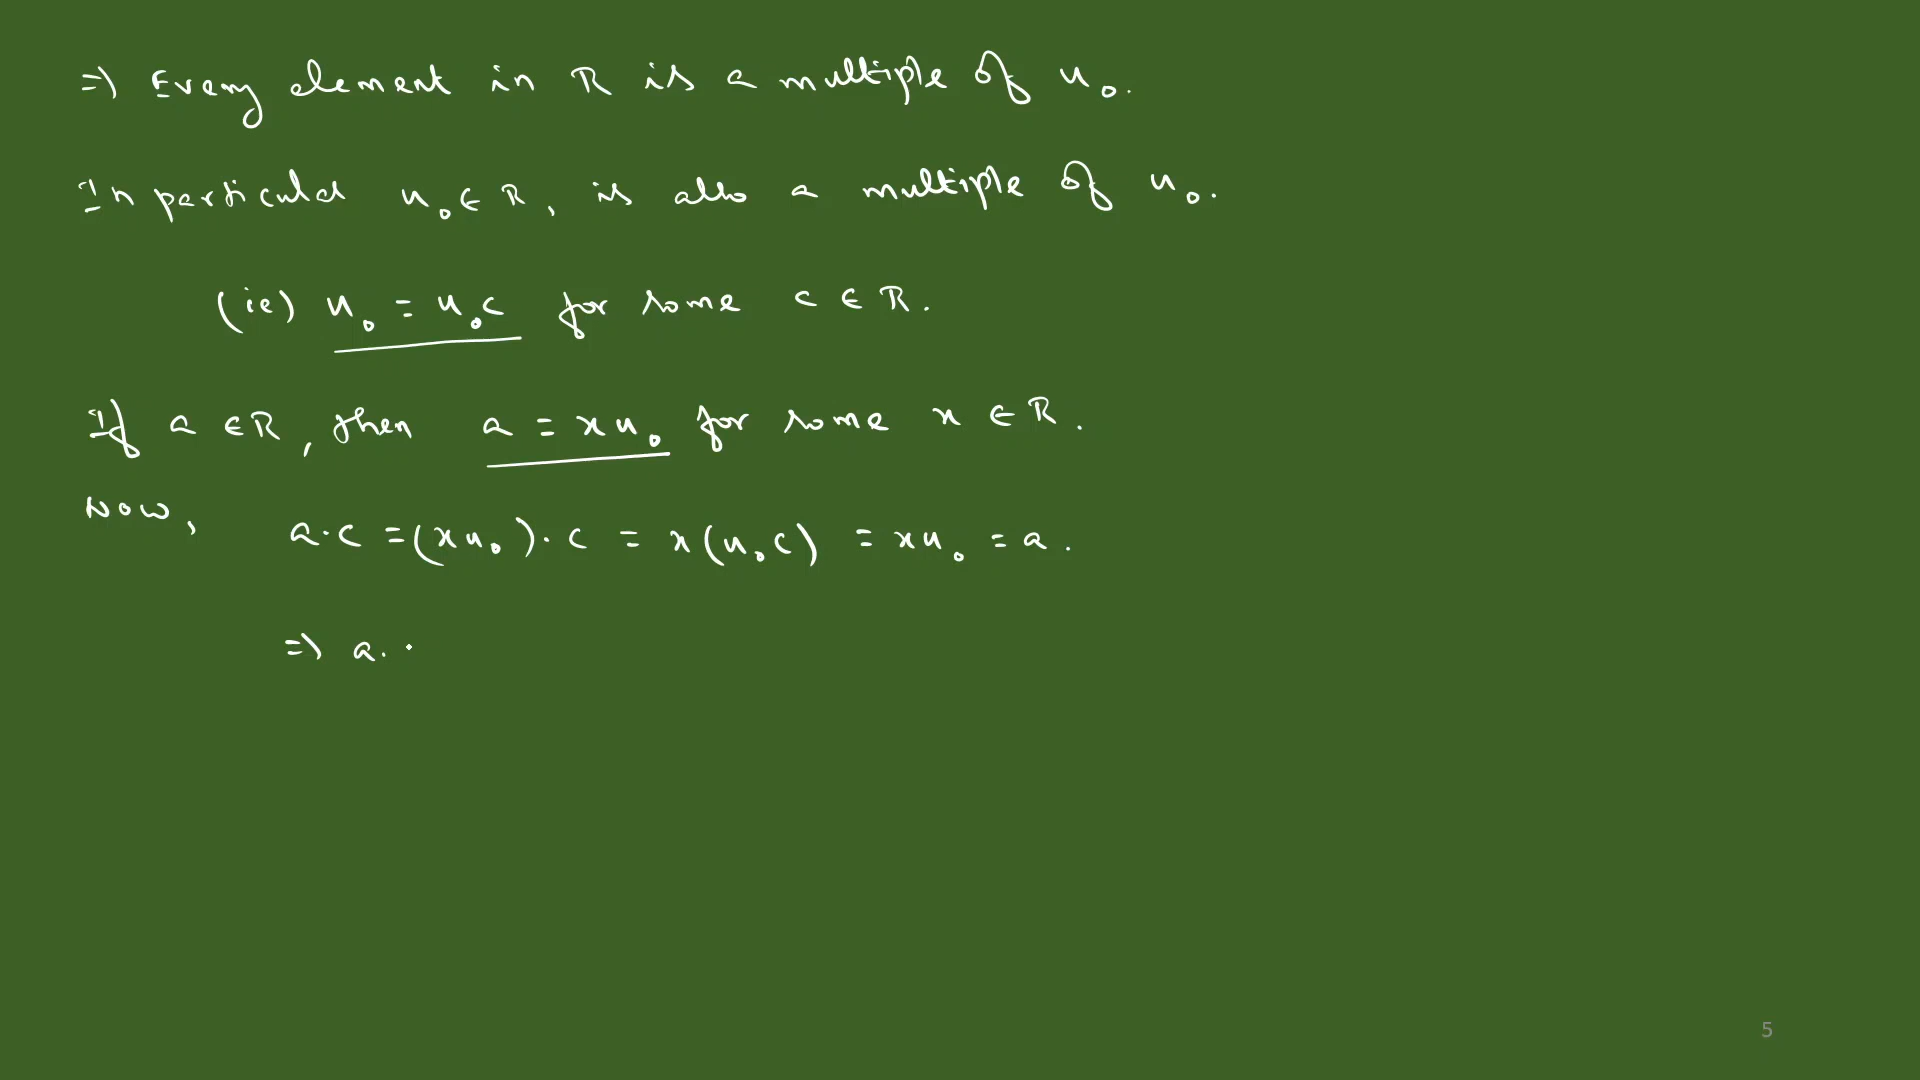 =) Every element in R is a multiple of u₀.
In particular u₀ ∈ R, is also a multiple of u₀.
(ie) u₀ = u₀c for some c ∈ R.
If a ∈ R, then a = xu₀ for some x ∈ R.
Now, a·c = (xu₀)·c = x(u₀c) = xu₀ = a.
=) a.
5